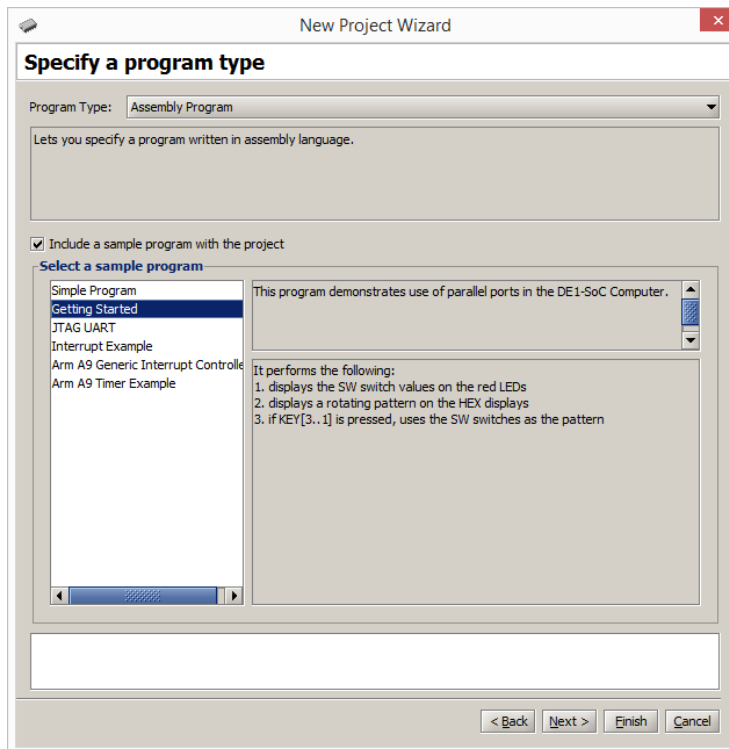 New Project Wizard
Specify a program type
Program Type: Assembly Program
Lets you specify a program written in assembly language.
Include a sample program with the project
Select a sample program
Simple Program
Getting Started
JTAG UART
Interrupt Example
Arm A9 Generic Interrupt Controlle
Arm A9 Timer Example
This program demonstrates use of parallel ports in the DE1-SoC Computer.
It performs the following:
1. displays the SW switch values on the red LEDs
2. displays a rotating pattern on the HEX displays
3. if KEY[3..1] is pressed, uses the SW switches as the pattern
< Back Next > Finish Cancel